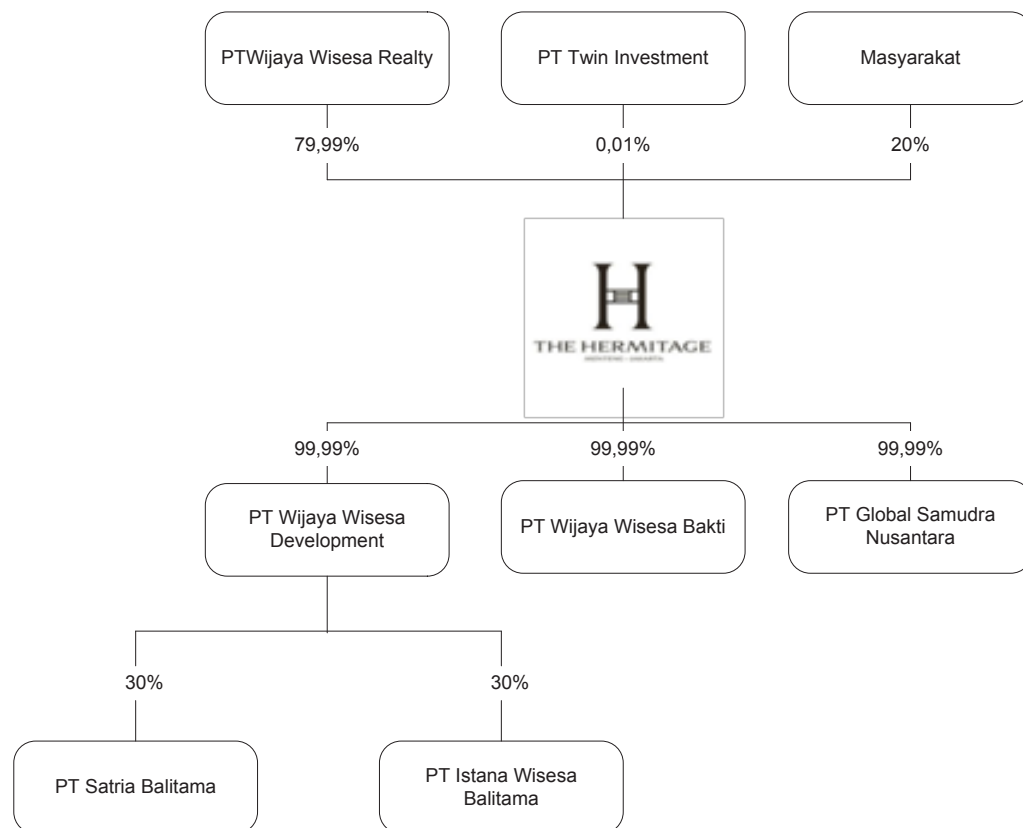 PTWijaya Wisesa Realty
PT Twin Investment
Masyarakat
79,99%
0,01%
20%
THE HERMITAGE
MENTENG - JAKARTA
99,99%
99,99%
99,99%
PT Wijaya Wisesa
Development
PT Wijaya Wisesa Bakti
PT Global Samudra
Nusantara
30%
30%
PT Satria Balitama
PT Istana Wisesa
Balitama